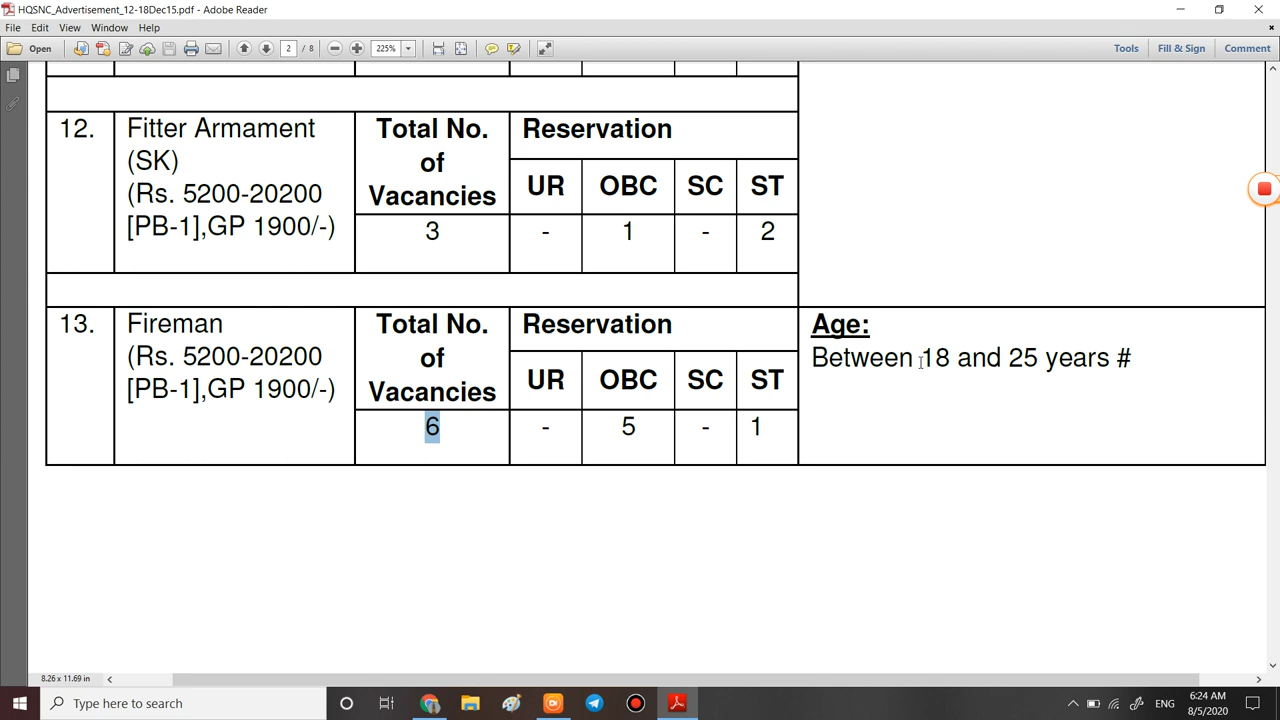 HQSNC_Advertisement_12-18Dec15.pdf - Adobe Reader
File Edit View Window Help
Open 2 / 8 225% Tools Fill & Sign Comment
12. Fitter Armament (SK) (Rs. 5200-20200 [PB-1],GP 1900/-)
Total No. of Vacancies
Reservation
UR OBC SC ST
3 - 1 - 2
13. Fireman (Rs. 5200-20200 [PB-1],GP 1900/-)
Total No. of Vacancies
Reservation
UR OBC SC ST
6 - 5 - 1
Age:
Between 18 and 25 years #
8.26 x 11.69 in
Type here to search
ENG
6:24 AM
8/5/2020